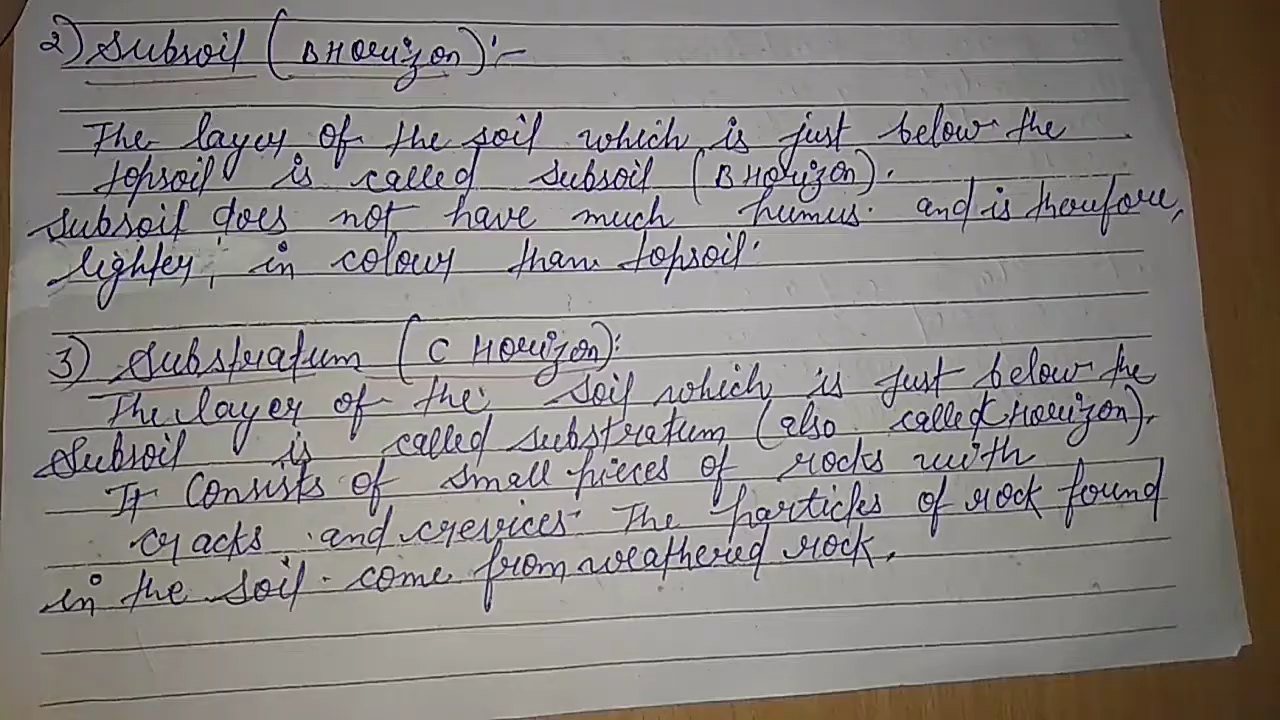 2) Subsoil (B Horizon):-
The layer of the soil which is just below the
topsoil is called subsoil (B Horizon).
Subsoil does not have much humus. and is therefore,
lighter, in colour than topsoil.
3) Substratum (C Horizon):
The layer of the soil which is just below the
Subsoil is called substratum (also called C Horizon).
It Consists of small pieces of rocks with
cracks and crevices. The particles of rock found
in the soil. come from weathered rock.